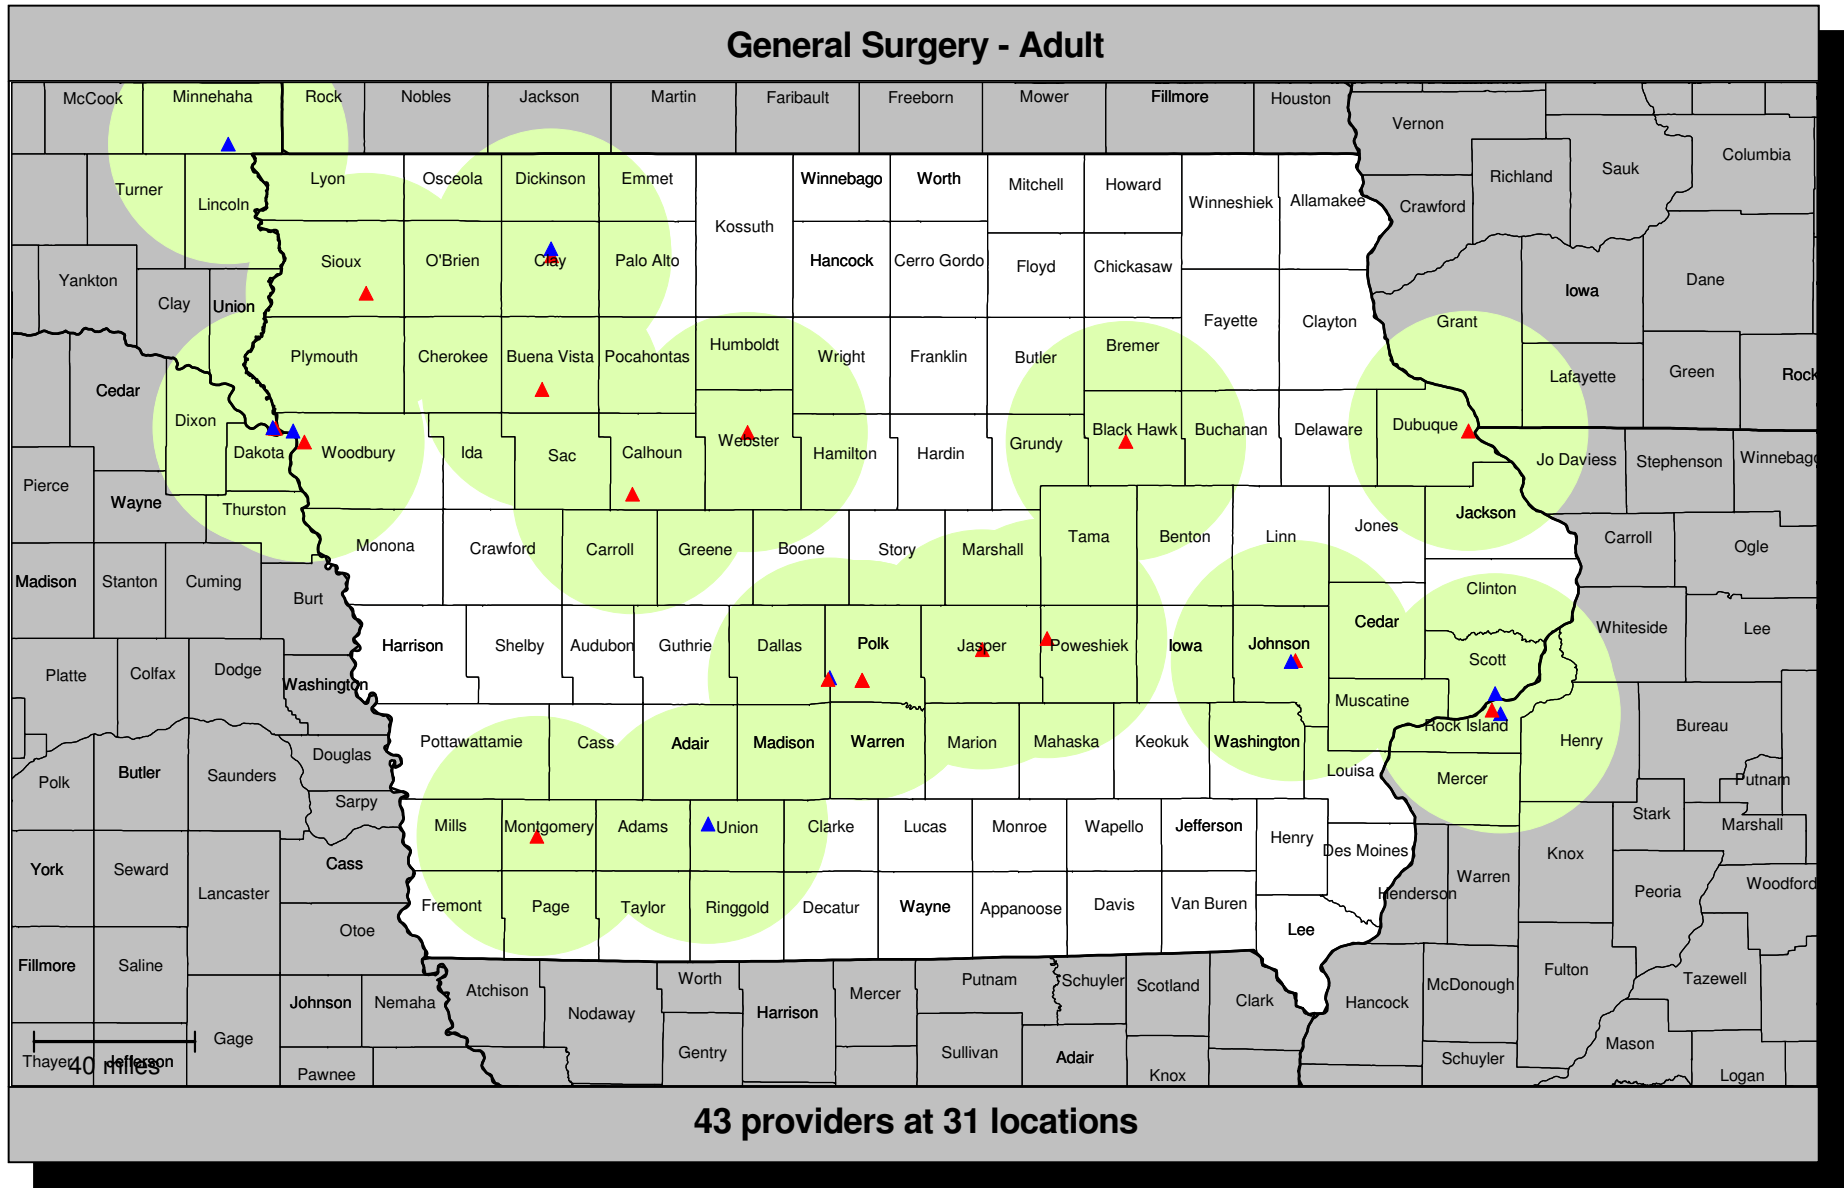 General Surgery - Adult
McCook Minnehaha Rock Nobles Jackson Martin Faribault Freeborn Mower Fillmore Houston
Vernon
Columbia
Richland Sauk
Turner Lincoln Lyon Osceola Dickinson Emmet Winnebago Worth Mitchell Howard
Winneshiek Allamakee Crawford
Kossuth
Yankton Clay Union Sioux O'Brien Clay Palo Alto Hancock Cerro Gordo Floyd Chickasaw
Iowa Dane
Fayette Clayton Grant
Plymouth Cherokee Buena Vista Pocahontas Humboldt Wright Franklin Butler Bremer
Lafayette Green Rock
Cedar Dixon
Dakota Woodbury Ida Sac Calhoun Webster Hamilton Hardin Grundy Black Hawk Buchanan Delaware Dubuque
Jo Daviess Stephenson Winnebago
Pierce Wayne Thurston
Jackson
Monona Crawford Carroll Greene Boone Story Marshall Tama Benton Linn Jones
Carroll Ogle
Madison Stanton Cuming Burt
Clinton
Whiteside Lee
Harrison Shelby Audubon Guthrie Dallas Polk Jasper Poweshiek Iowa Johnson Cedar
Scott
Platte Colfax Dodge Washington
Muscatine
Rock Island Henry Bureau
Pottawattamie Cass Adair Madison Warren Marion Mahaska Keokuk Washington
Louisa Mercer
Polk Butler Saunders Douglas
Sarpy
Putnam
Stark Marshall
Mills Montgomery Adams Union Clarke Lucas Monroe Wapello Jefferson Henry
Des Moines
Knox
York Seward Lancaster Cass
Henderson Warren Peoria Woodford
Fremont Page Taylor Ringgold Decatur Wayne Appanoose Davis Van Buren
Lee
Otoe
Fillmore Saline
Johnson Nemaha Atchison Nodaway Worth Harrison Mercer Putnam Schuyler Scotland Clark Hancock McDonough Fulton Tazewell
Gage
Gentry Sullivan Adair Knox Schuyler Mason Logan
Thayer Jefferson
40 miles
Pawnee
43 providers at 31 locations